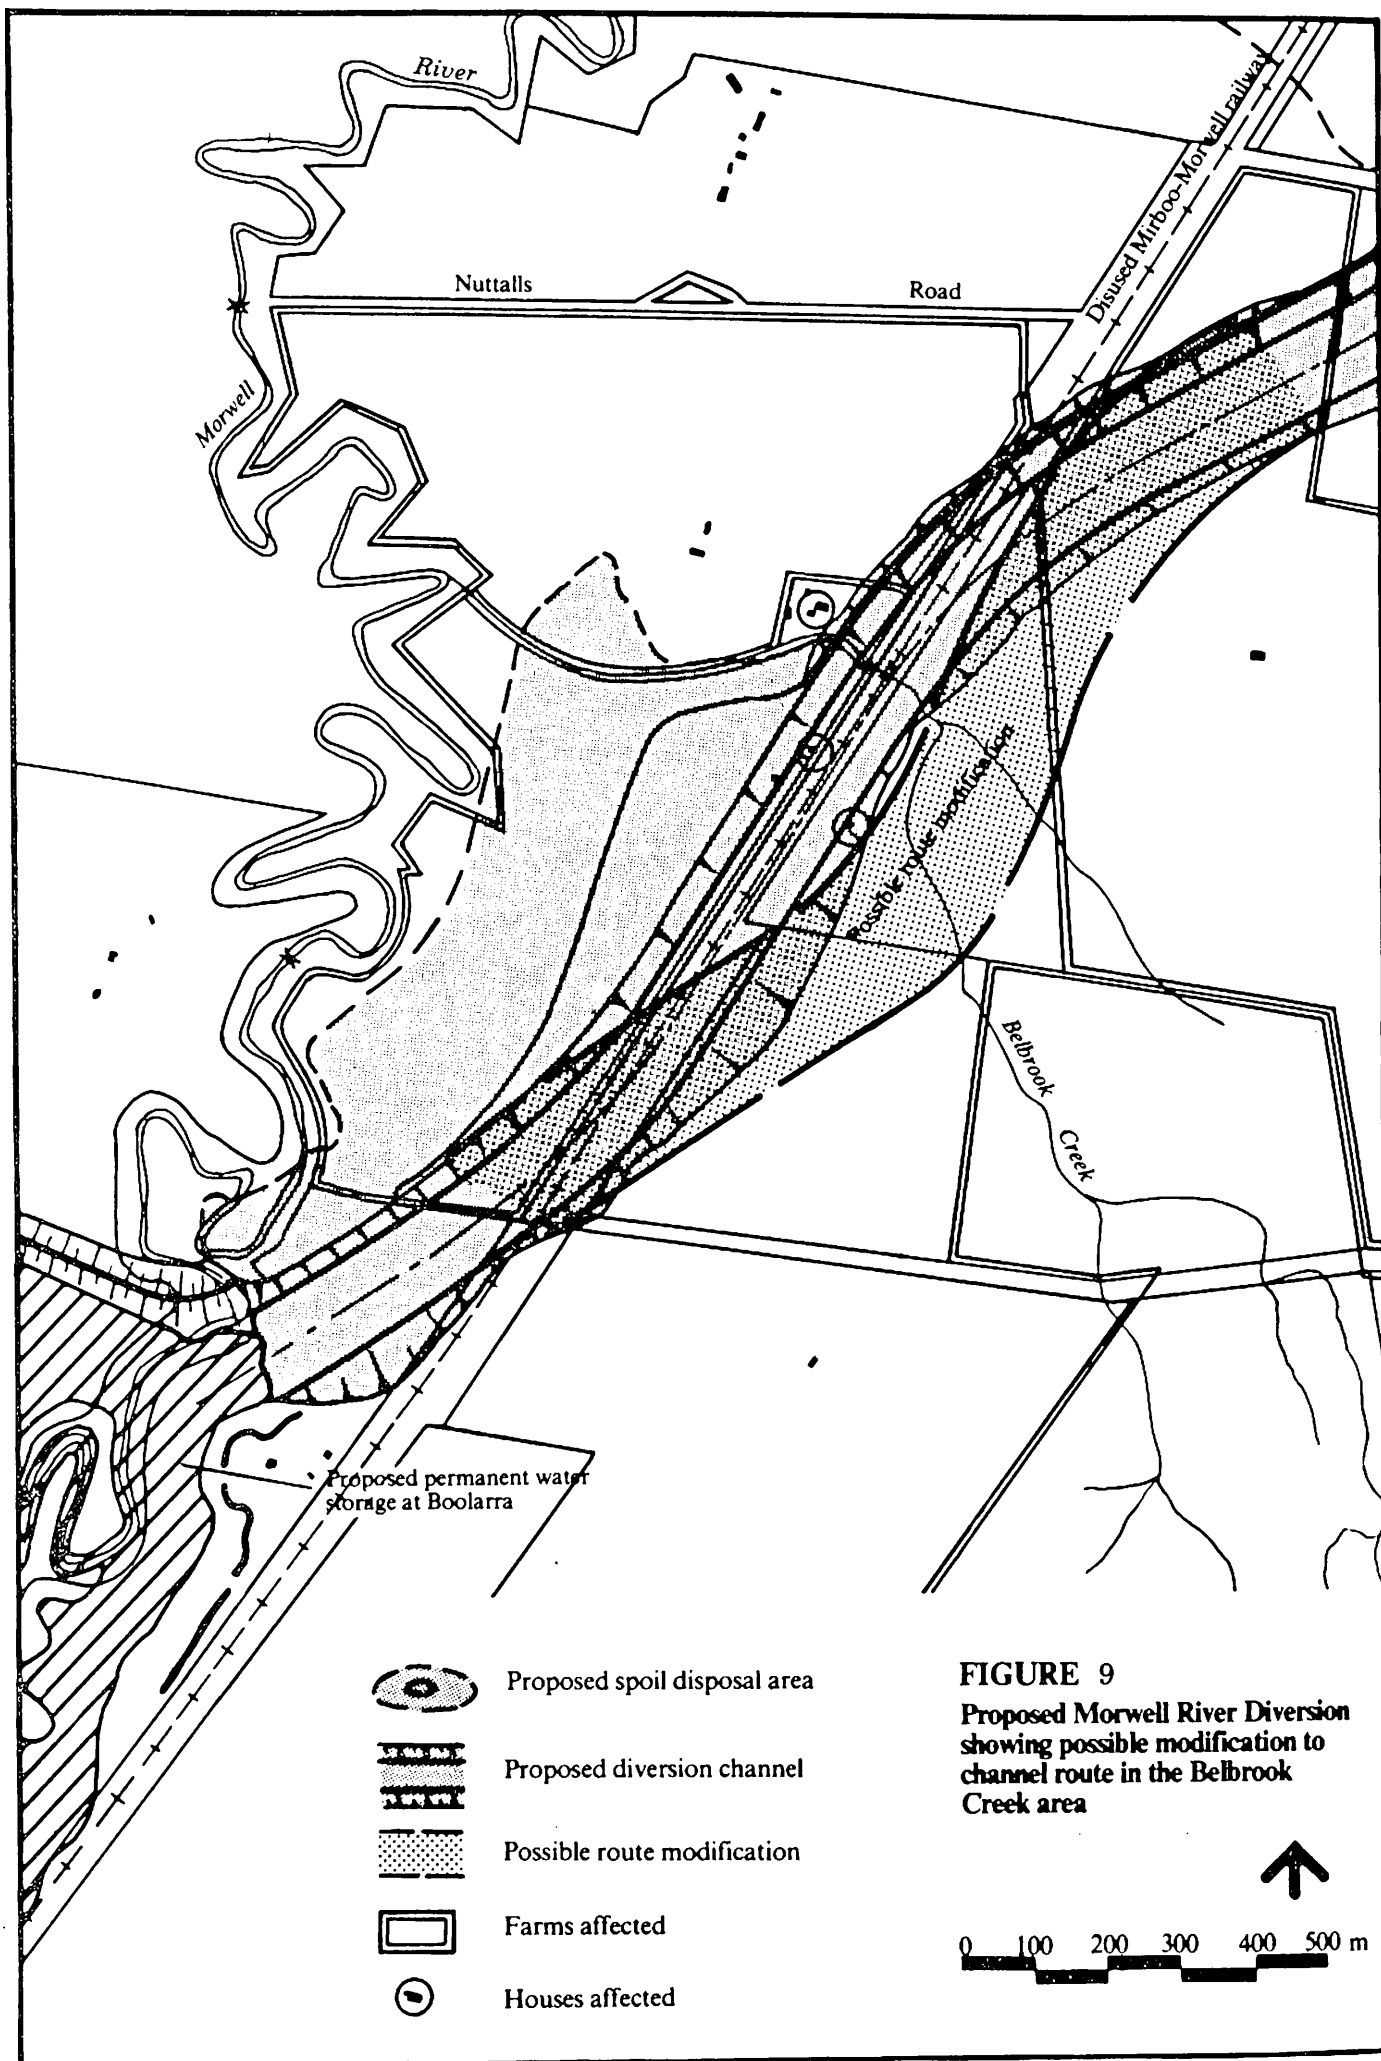 River
Disused Mirboo-Morwell railway
Nuttalls
Road
Morwell
Possible route modification
Belbrook
Creek
Proposed permanent water
storage at Boolarra
Proposed spoil disposal area
Proposed diversion channel
Possible route modification
Farms affected
Houses affected
FIGURE 9
Proposed Morwell River Diversion
showing possible modification to
channel route in the Belbrook
Creek area
0 100 200 300 400 500 m